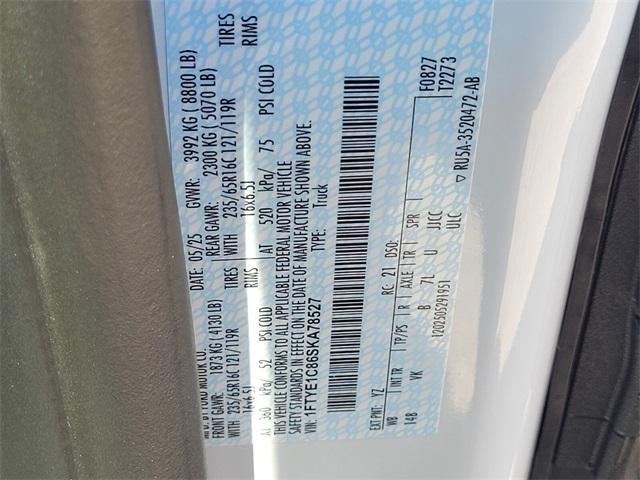 MFD. BY FORD MOTOR CO.
DATE: 05/25 GVWR: 3992 KG ( 8800 LB)
FRONT GAWR: 1873 KG ( 4130 LB) REAR GAWR: 2300 KG ( 5070 LB)
WITH 235/65R16C 121/119R TIRES WITH 235/65R16C 121/119R TIRES
16x6.5J RIMS 16x6.5J RIMS
AT 360 kPa/ 52 PSI COLD AT 520 kPa/ 75 PSI COLD
THIS VEHICLE CONFORMS TO ALL APPLICABLE FEDERAL MOTOR VEHICLE
SAFETY STANDARDS IN EFFECT ON THE DATE OF MANUFACTURE SHOWN ABOVE.
VIN: 1FTYE1C86SKA78527 TYPE: Truck
F0827
T2273
EXT PNT: YZ RC: 21 DSO:
WB INT TR TP/PS R AXLE TR SPR
148 VK B 7L U JJCC
ULC
1202505291951 ▽ RU5A-3520472-AB